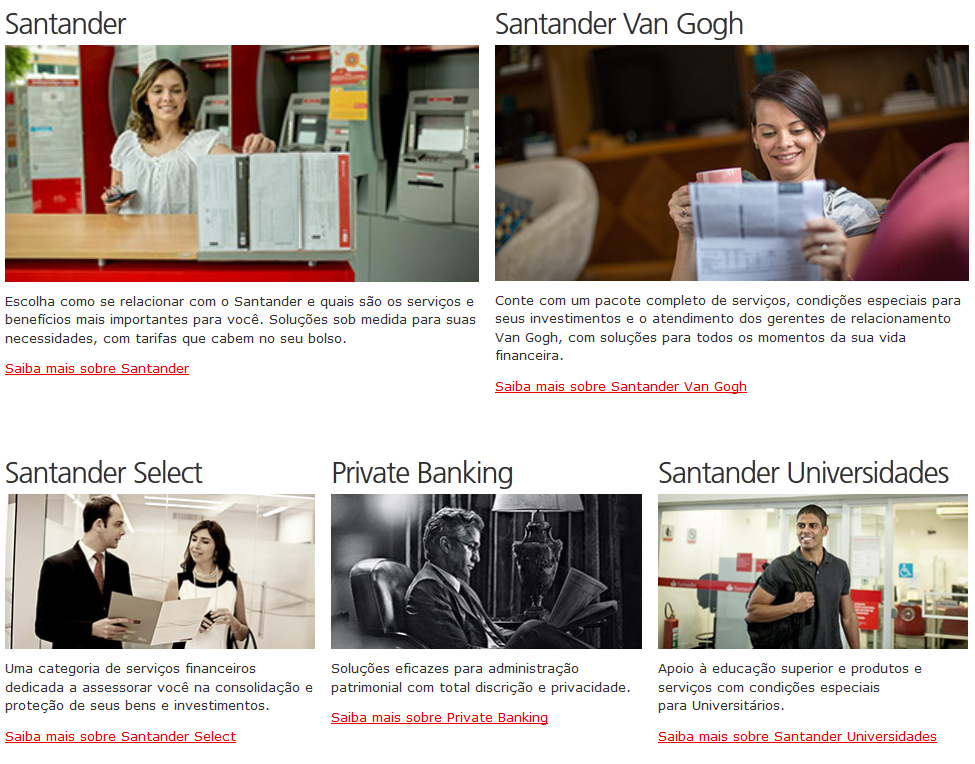 Santander
Santander Van Gogh
Escolha como se relacionar com o Santander e quais são os serviços e
benefícios mais importantes para você. Soluções sob medida para suas
necessidades, com tarifas que cabem no seu bolso.
Saiba mais sobre Santander
Conte com um pacote completo de serviços, condições especiais para
seus investimentos e o atendimento dos gerentes de relacionamento
Van Gogh, com soluções para todos os momentos da sua vida
financeira.
Saiba mais sobre Santander Van Gogh
Santander Select
Private Banking
Santander Universidades
Uma categoria de serviços financeiros
dedicada a assessorar você na consolidação e
proteção de seus bens e investimentos.
Saiba mais sobre Santander Select
Soluções eficazes para administração
patrimonial com total discrição e privacidade.
Saiba mais sobre Private Banking
Santander
Apoio à educação superior e produtos e
serviços com condições especiais
para Universitários.
Saiba mais sobre Santander Universidades